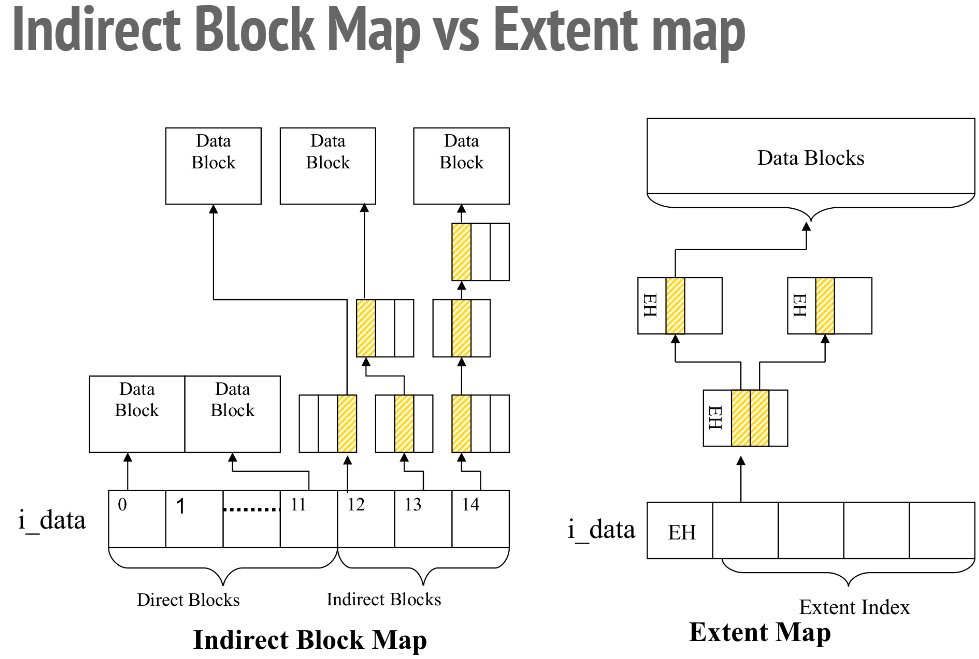 Indirect Block Map vs Extent map
Data
Block
Data
Block
Data
Block
Data
Block
Data
Block
i_data
0
1
11
12
13
14
Direct Blocks
Indirect Blocks
Indirect Block Map
Data Blocks
EH
EH
EH
i_data
EH
Extent Index
Extent Map